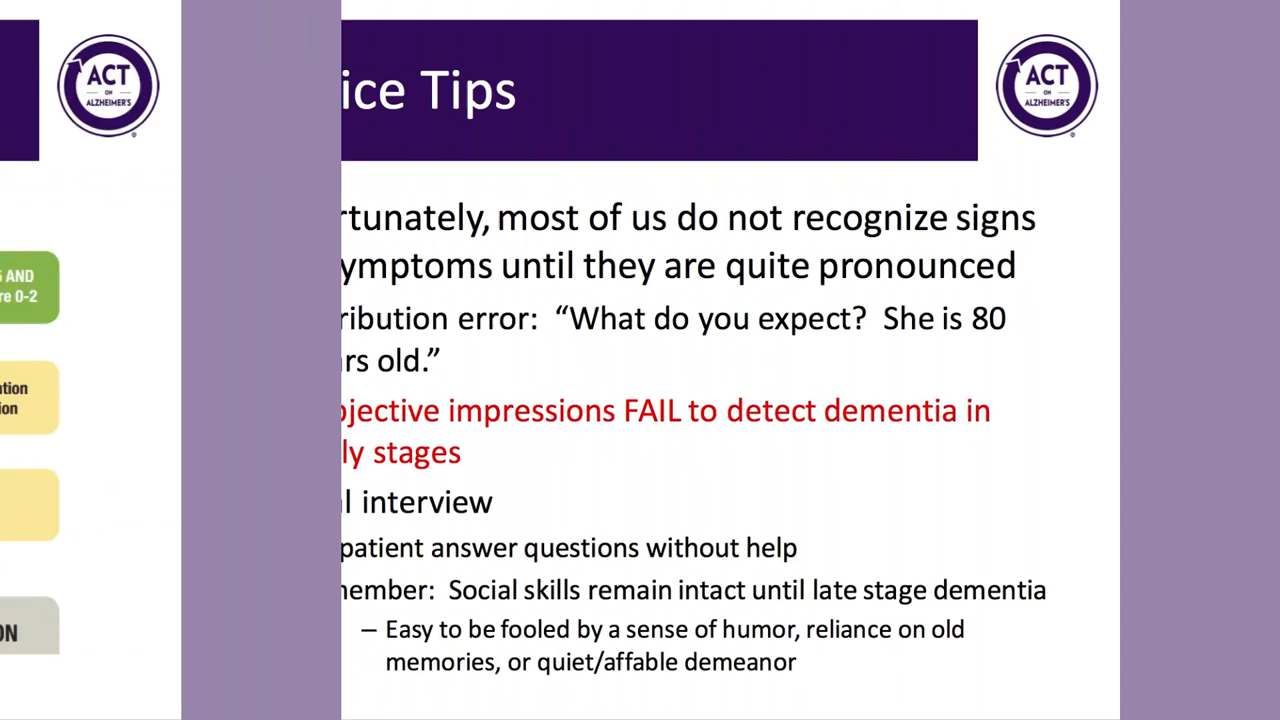 ACT
ON
ALZHEIMER'S
®
AND
re 0-2
ation
ion
ON
ice Tips
ACT
ON
ALZHEIMER'S
®
rtunately, most of us do not recognize signs
ymptoms until they are quite pronounced
ribution error: “What do you expect? She is 80
rs old.”
bjective impressions FAIL to detect dementia in
ly stages
l interview
patient answer questions without help
member: Social skills remain intact until late stage dementia
– Easy to be fooled by a sense of humor, reliance on old
memories, or quiet/affable demeanor